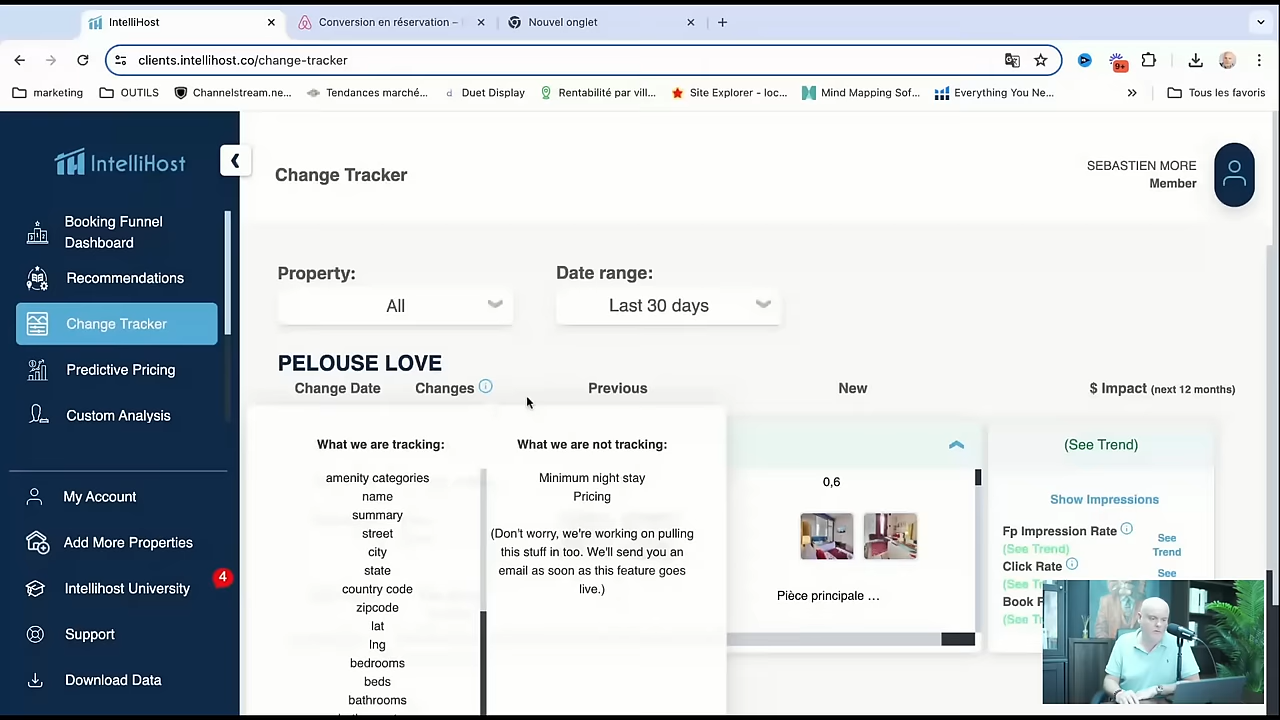 IntelliHost
Conversion en réservation –
Nouvel onglet
clients.intellihost.co/change-tracker
9+
marketing
OUTILS
Channelstream.ne...
Tendances marché...
Duet Display
Rentabilité par vill...
Site Explorer - loc...
Mind Mapping Sof...
Everything You Ne...
Tous les favoris
IntelliHost
Booking Funnel
Dashboard
Recommendations
Change Tracker
Predictive Pricing
Custom Analysis
My Account
Add More Properties
Intellihost University
4
Support
Download Data
Change Tracker
SEBASTIEN MORE
Member
Property:
Date range:
All
Last 30 days
PELOUSE LOVE
Change Date
Changes
Previous
New
$ Impact (next 12 months)
What we are tracking:
amenity categories
name
summary
street
city
state
country code
zipcode
lat
lng
bedrooms
beds
bathrooms
What we are not tracking:
Minimum night stay
Pricing
(Don't worry, we're working on pulling
this stuff in too. We'll send you an
email as soon as this feature goes
live.)
0,6
Pièce principale ...
(See Trend)
Show Impressions
Fp Impression Rate
(See Trend)
See
Trend
Click Rate
See
(See
Book
(See